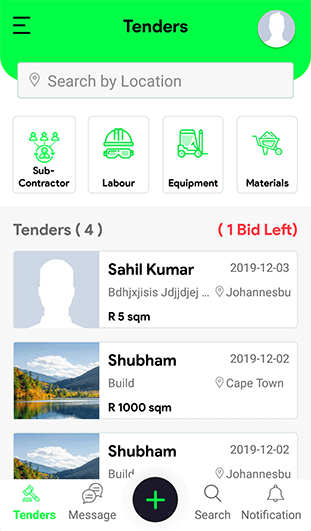 Tenders
Search by Location
Sub-
Contractor
Labour
Equipment
Materials
Tenders ( 4 )
( 1 Bid Left)
Sahil Kumar
2019-12-03
Bdhjxjisis Jdjjdjej ...
Johannesbu
R 5 sqm
Shubham
2019-12-02
Build
Cape Town
R 1000 sqm
Shubham
2019-12-02
Build
Johannesbu
Tenders
Message
Search
Notification